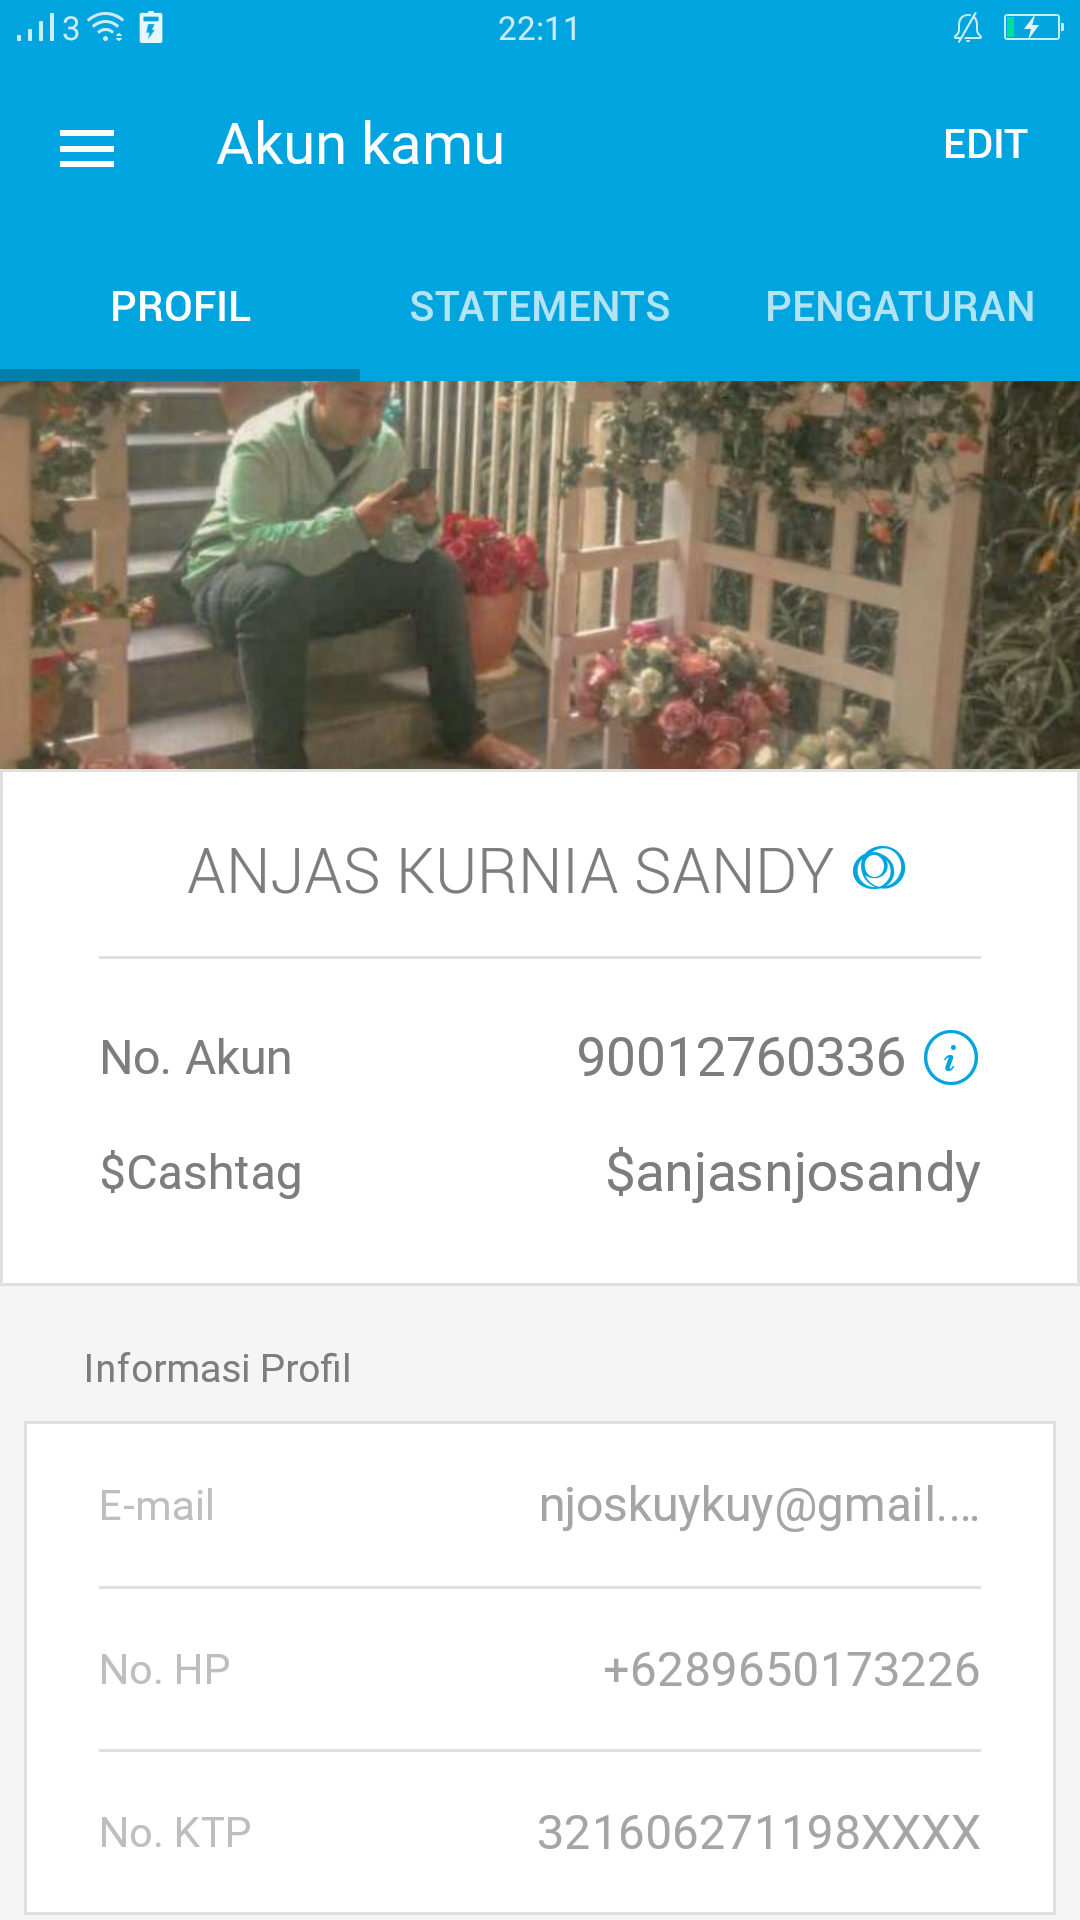 3 22:11
Akun kamu EDIT
PROFIL STATEMENTS PENGATURAN
ANJAS KURNIA SANDY
No. Akun 90012760336 i
$Cashtag $anjasnjosandy
Informasi Profil
E-mail njoskuykuy@gmail....
No. HP +6289650173226
No. KTP 321606271198XXXX